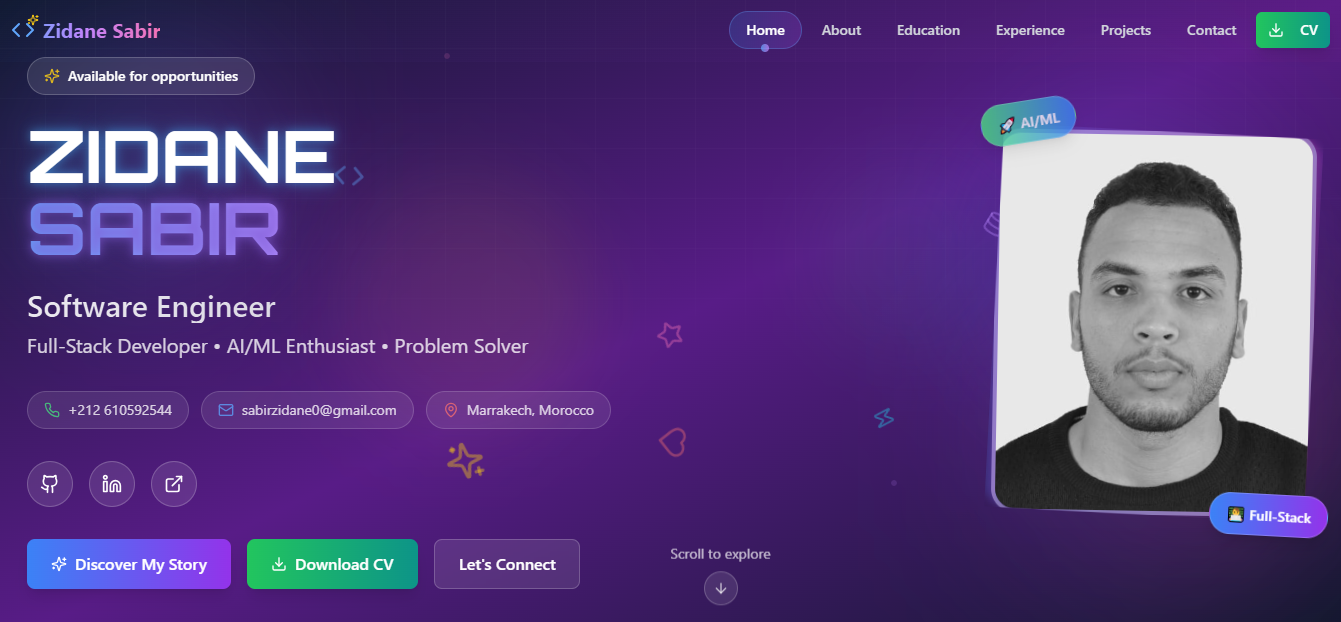 Zidane Sabir
Home
About
Education
Experience
Projects
Contact
CV
Available for opportunities
ZIDANE
SABIR
Software Engineer
Full-Stack Developer • AI/ML Enthusiast • Problem Solver
+212 610592544
sabirzidane0@gmail.com
Marrakech, Morocco
Discover My Story
Download CV
Let's Connect
Scroll to explore
AI/ML
Full-Stack